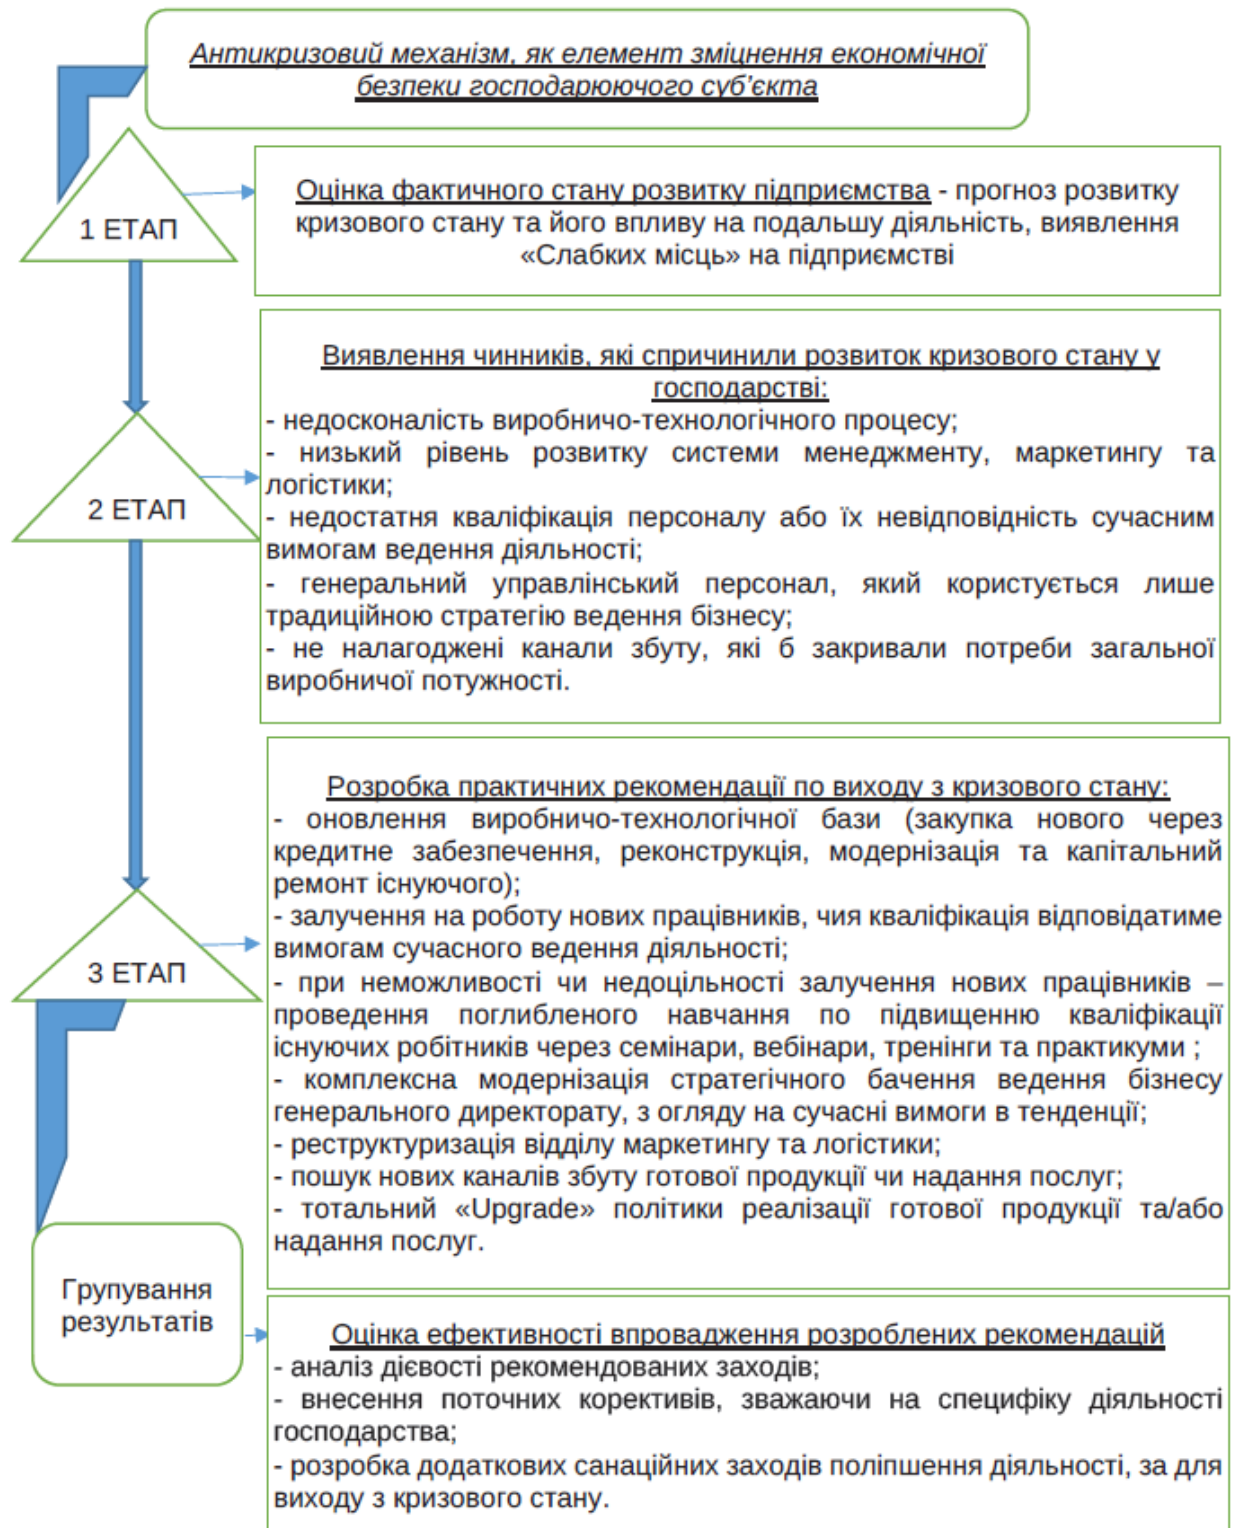 Антикризовий механізм, як елемент зміцнення економічної
безпеки господарюючого суб'єкта
1 ЕТАП
Оцінка фактичного стану розвитку підприємства - прогноз розвитку
кризового стану та його впливу на подальшу діяльність, виявлення
«Слабких місць» на підприємстві
2 ЕТАП
Виявлення чинників, які спричинили розвиток кризового стану у
господарстві:
- недосконалість виробничо-технологічного процесу;
- низький рівень розвитку системи менеджменту, маркетингу та
логістики;
- недостатня кваліфікація персоналу або їх невідповідність сучасним
вимогам ведення діяльності;
- генеральний управлінський персонал, який користується лише
традиційною стратегію ведення бізнесу;
- не налагоджені канали збуту, які б закривали потреби загальної
виробничої потужності.
3 ЕТАП
Розробка практичних рекомендації по виходу з кризового стану:
- оновлення виробничо-технологічної бази (закупка нового через
кредитне забезпечення, реконструкція, модернізація та капітальний
ремонт існуючого);
- залучення на роботу нових працівників, чия кваліфікація відповідатиме
вимогам сучасного ведення діяльності;
- при неможливості чи недоцільності залучення нових працівників –
проведення поглибленого навчання по підвищенню кваліфікації
існуючих робітників через семінари, вебінари, тренінги та практикуми ;
- комплексна модернізація стратегічного бачення ведення бізнесу
генерального директорату, з огляду на сучасні вимоги в тенденції;
- реструктуризація відділу маркетингу та логістики;
- пошук нових каналів збуту готової продукції чи надання послуг;
- тотальний «Upgrade» політики реалізації готової продукції та/або
надання послуг.
Групування
результатів
Оцінка ефективності впровадження розроблених рекомендацій
- аналіз дієвості рекомендованих заходів;
- внесення поточних корективів, зважаючи на специфіку діяльності
господарства;
- розробка додаткових санаційних заходів поліпшення діяльності, за для
виходу з кризового стану.